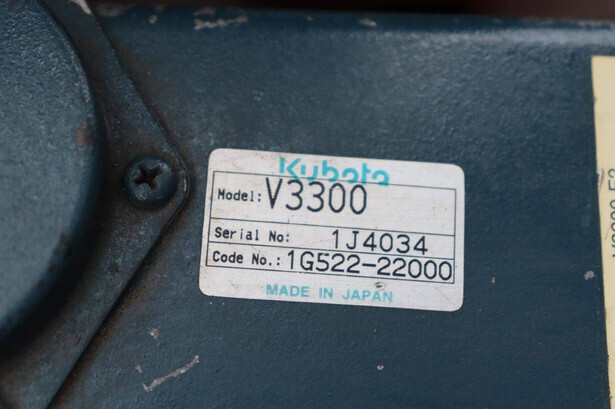 Kubota
Model: V3300
Serial No: 1J4034
Code No.: 1G522-22000
MADE IN JAPAN